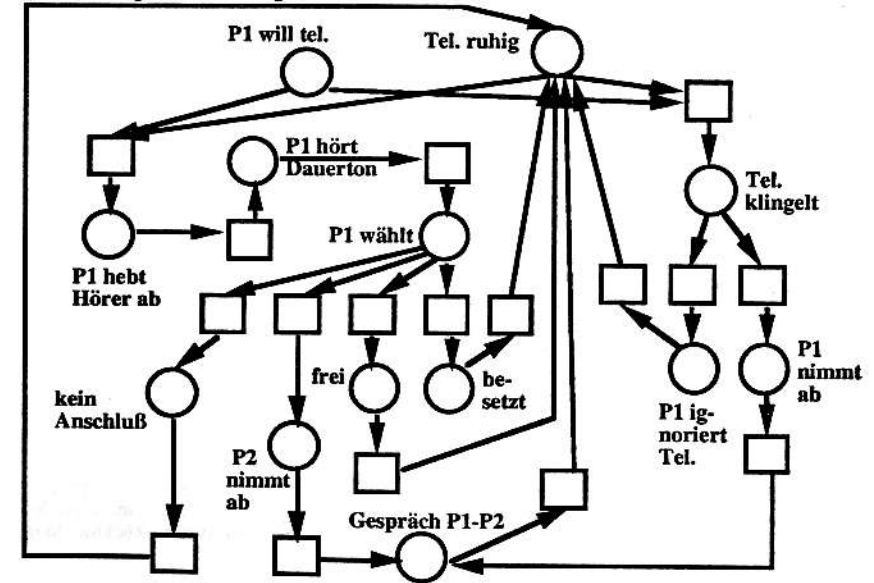 P1 will tel.
Tel. ruhig
P1 hört
Dauerton
Tel.
klingelt
P1 wählt
P1 hebt
Hörer ab
kein
Anschluß
frei
be-
setzt
P1
nimmt
ab
P1 ig-
noriert
Tel.
P2
nimmt
ab
Gespräch P1-P2